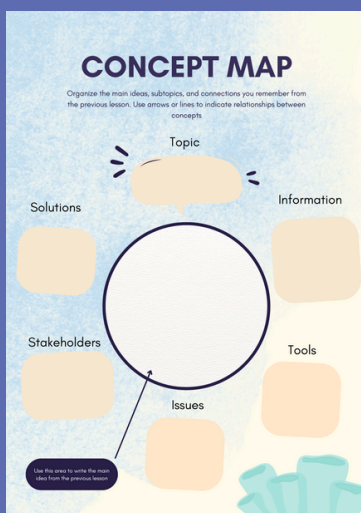 CONCEPT MAP
Organize the main ideas, subtopics, and connections you remember from
the previous lesson. Use arrows or lines to indicate relationships between
concepts
Topic
Solutions
Information
Stakeholders
Tools
Issues
Use this area to write the main
idea from the previous lesson